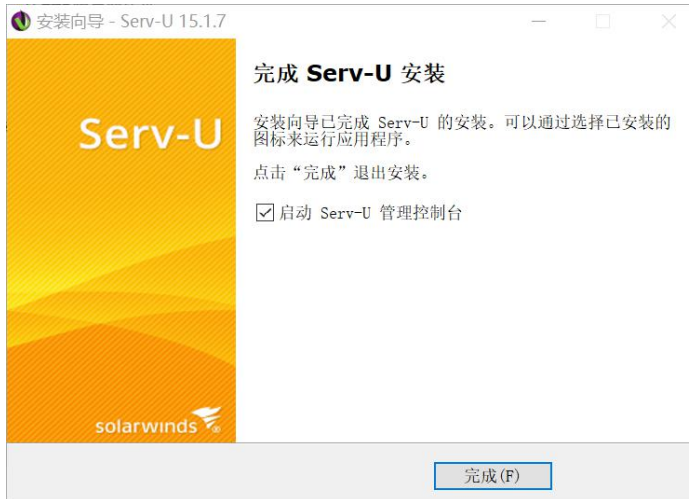 安装向导 - Serv-U 15.1.7
Serv-U
solarwinds
完成 Serv-U 安装
安装向导已完成 Serv-U 的安装。可以通过选择已安装的
图标来运行应用程序。
点击“完成”退出安装。
启动 Serv-U 管理控制台
完成(F)